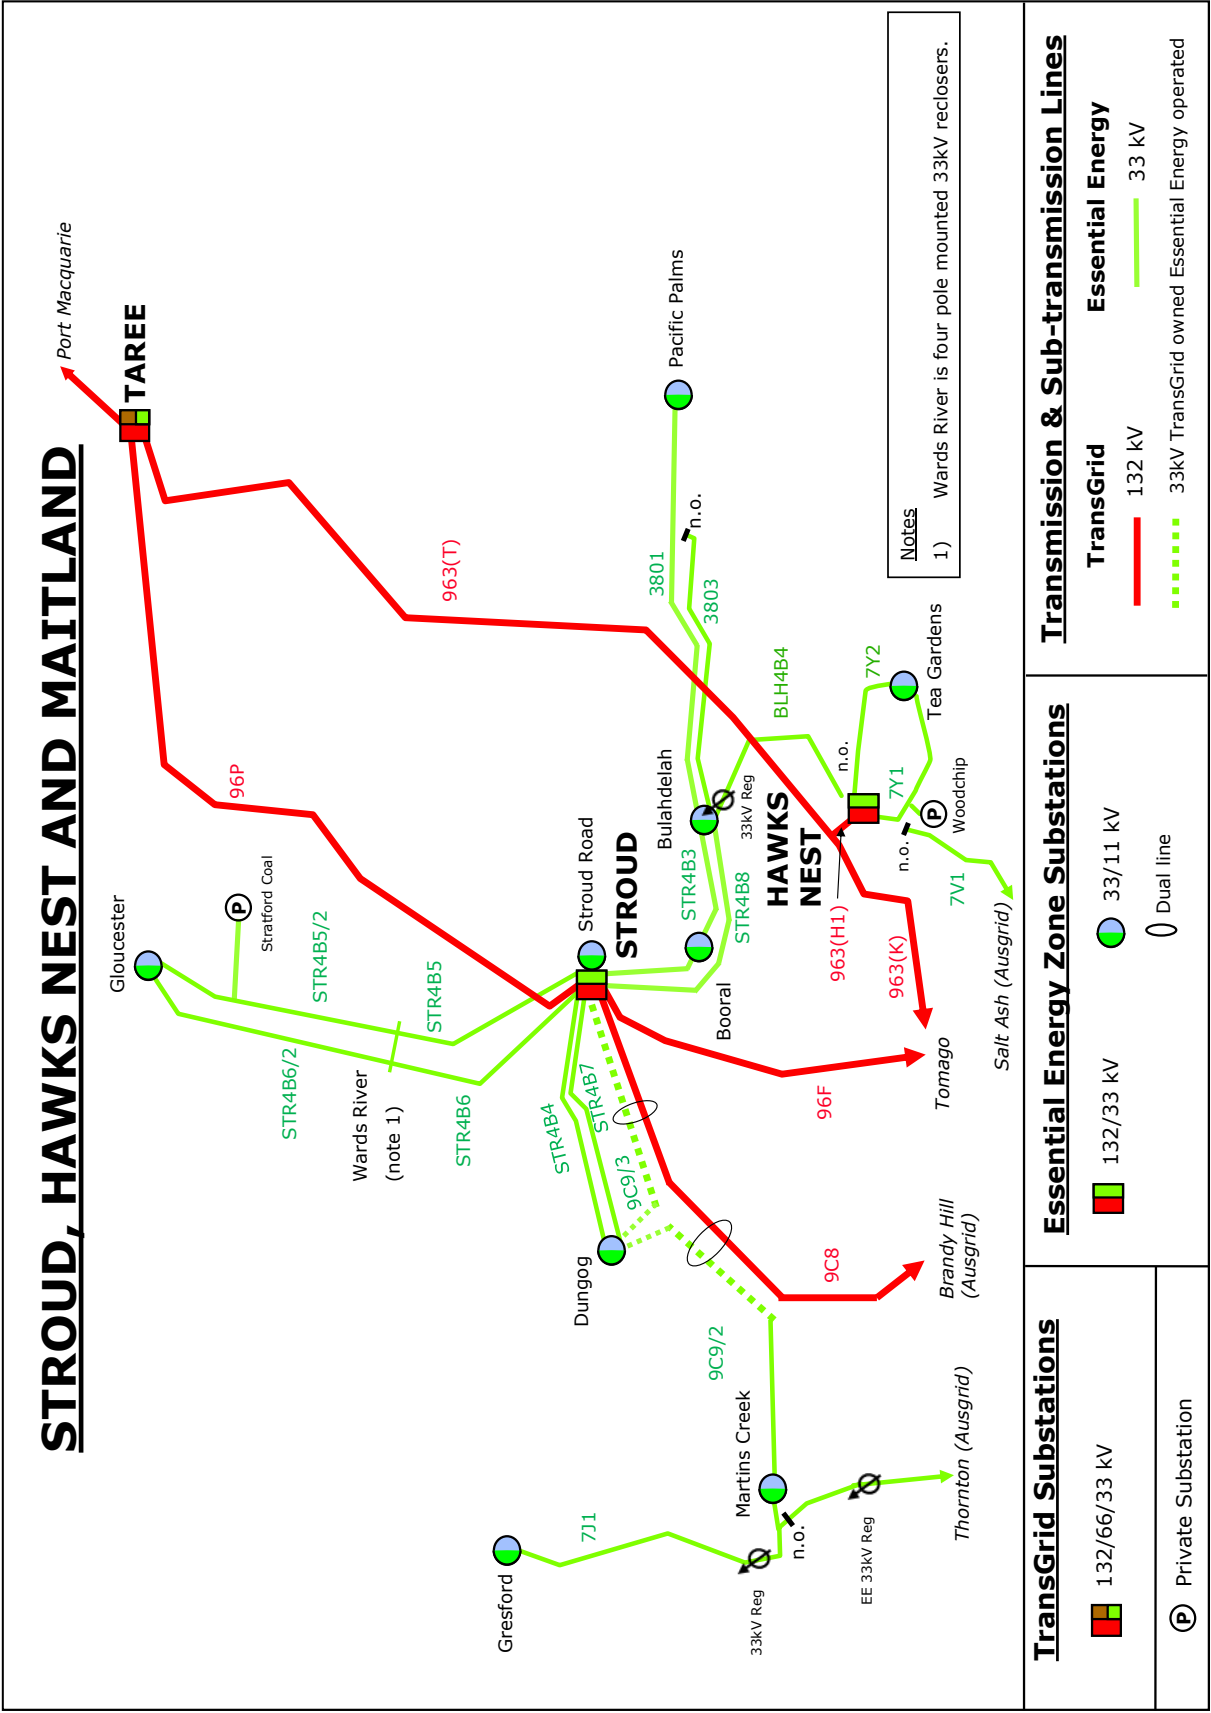 STROUD, HAWKS NEST AND MAITLAND
Port Macquarie
TAREE
Gloucester
96P
P
Stratford Coal
STR4B5/2
STR4B6/2
Wards River
(note 1)
STR4B5
STR4B6
963(T)
Gresford
7J1
Stroud Road
STROUD
STR4B4
STR4B7
9C9/3
Dungog
Pacific Palms
n.o.
3801
3803
Bulahdelah
33kV Reg
STR4B3
STR4B8
Booral
BLH4B4
HAWKS
NEST
n.o.
7Y2
Tea Gardens
7Y1
P
Woodchip
n.o.
7V1
963(H1)
963(K)
Salt Ash (Ausgrid)
Tomago
96F
9C8
Brandy Hill
(Ausgrid)
9C9/2
Martins Creek
n.o.
33kV Reg
EE 33kV Reg
Thornton (Ausgrid)
Notes
1) Wards River is four pole mounted 33kV reclosers.
TransGrid Substations
132/66/33 kV
P Private Substation
Essential Energy Zone Substations
132/33 kV
33/11 kV
Dual line
Transmission & Sub-transmission Lines
TransGrid
Essential Energy
132 kV
33 kV
33kV TransGrid owned Essential Energy operated